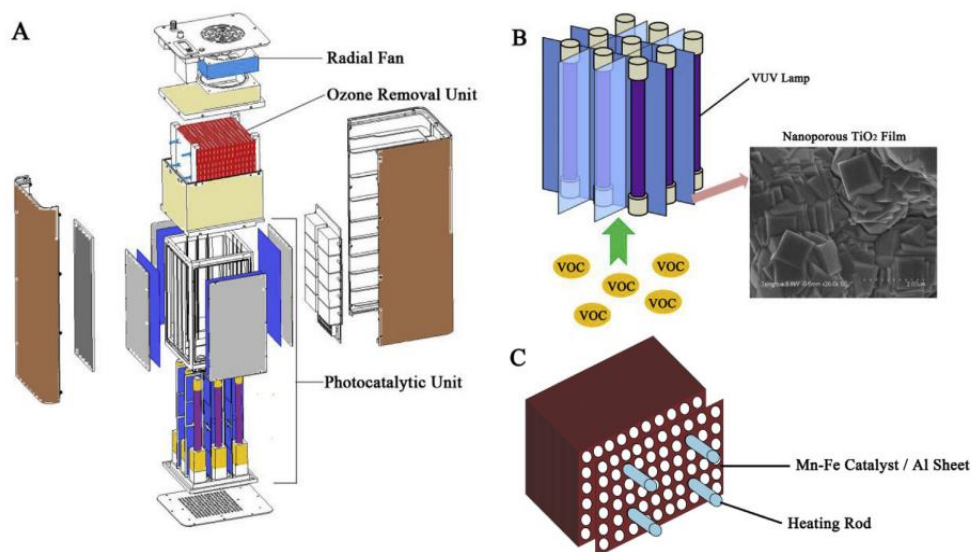 A
Radial Fan
Ozone Removal Unit
Photocatalytic Unit
B
VUV Lamp
Nanoporous TiO₂ Film
VOC
VOC
VOC
VOC
VOC
C
Mn-Fe Catalyst / Al Sheet
Heating Rod